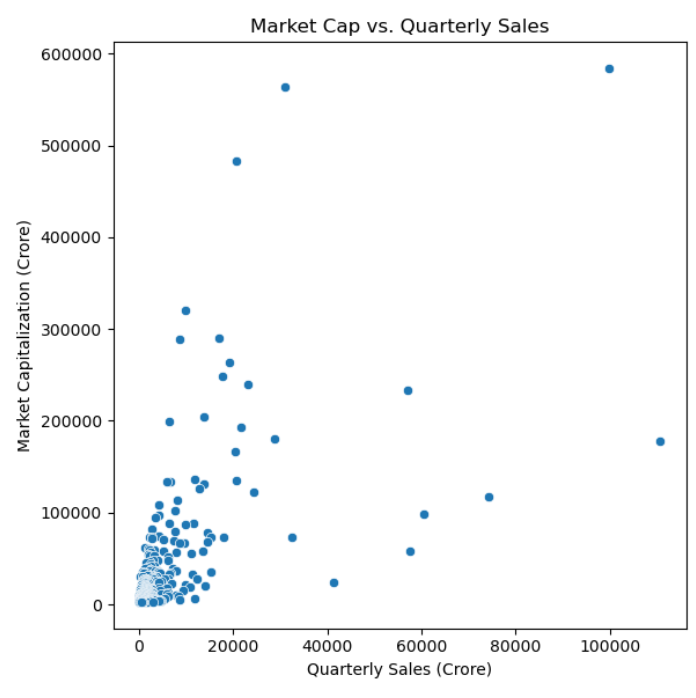 Market Cap vs. Quarterly Sales
600000
500000
400000
300000
200000
100000
0
Market Capitalization (Crore)
0 20000 40000 60000 80000 100000
Quarterly Sales (Crore)